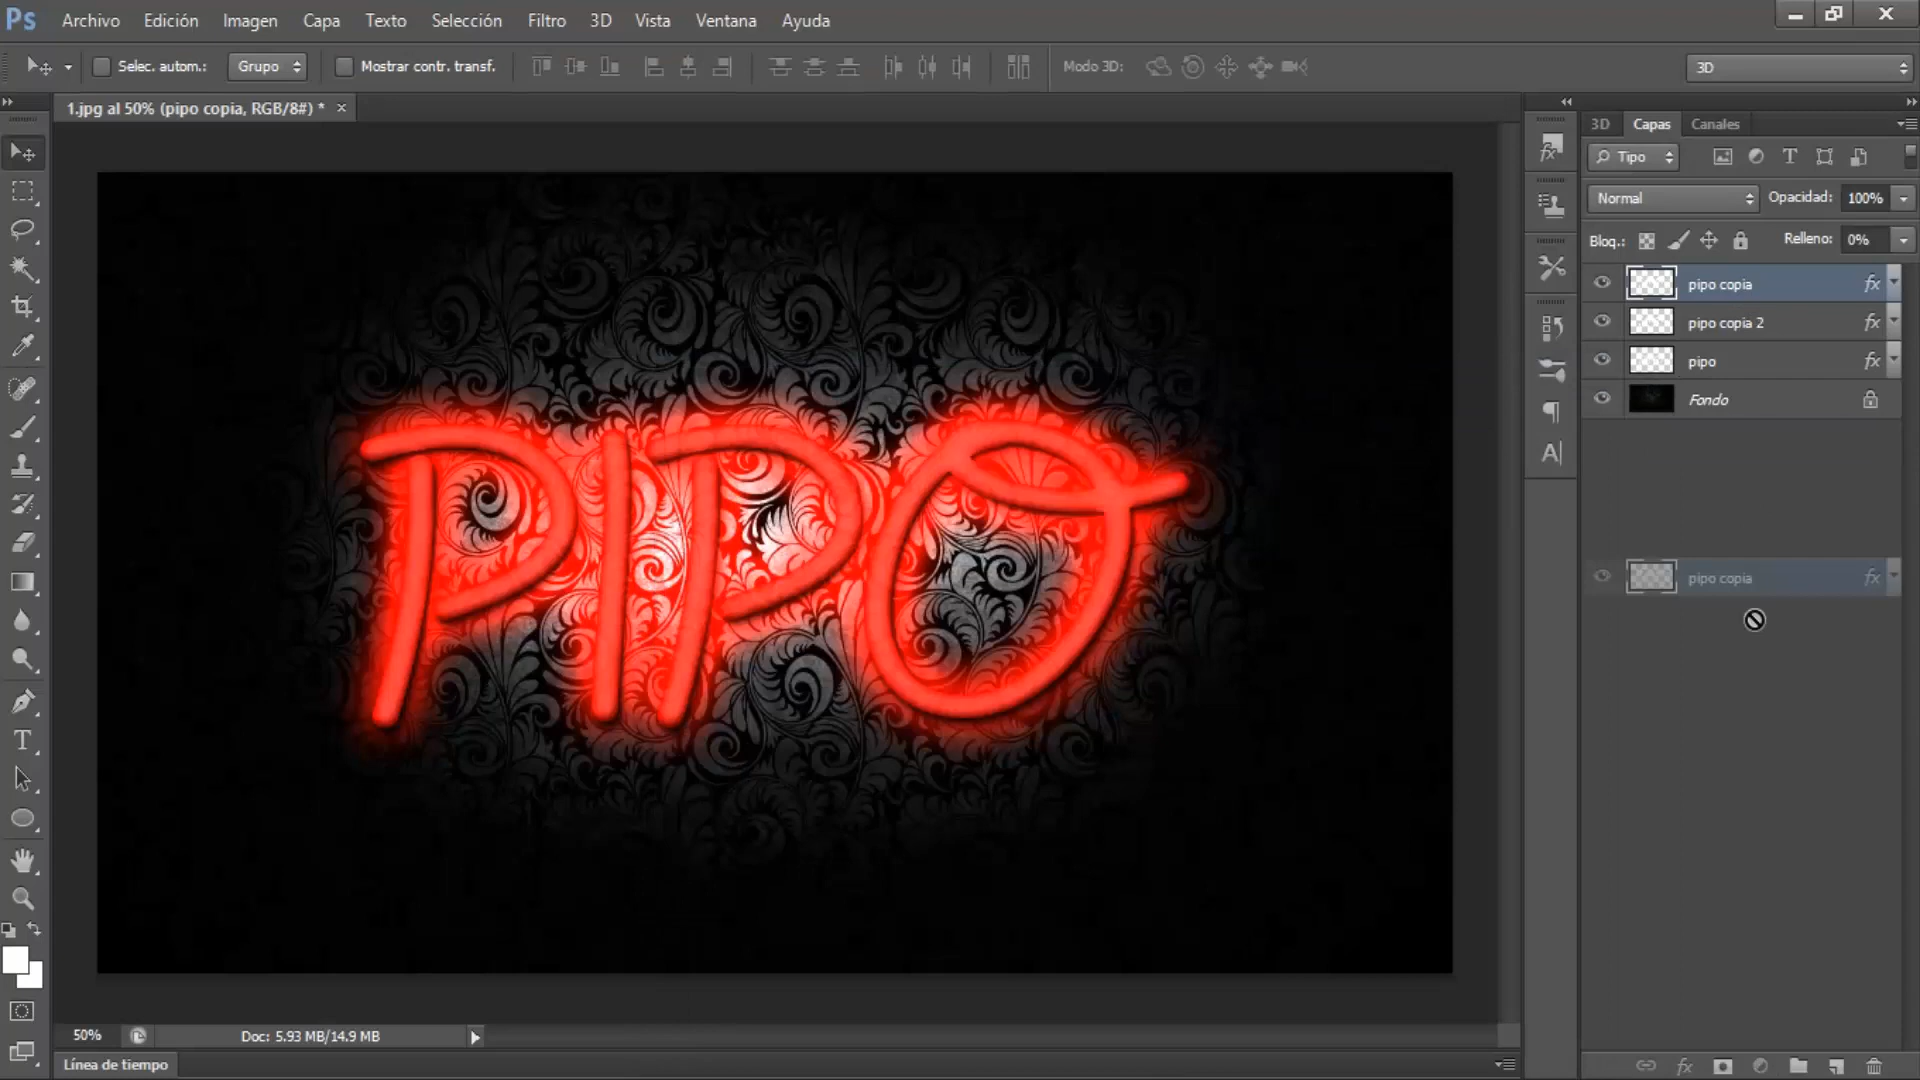 Ps Archivo Edición Imagen Capa Texto Selección Filtro 3D Vista Ventana Ayuda
Selec. autom.: Grupo Mostrar contr. transf. Modo 3D: 3D
1.jpg al 50% (pipo copia, RGB/8#) * ×
3D Capas Canales
Tipo
Normal Opacidad: 100%
Bloq.: Relleno: 0%
pipo copia fx
pipo copia 2 fx
pipo fx
Fondo
PIPO
pipo copia fx
50% Doc: 5.93 MB/14.9 MB
Línea de tiempo fx